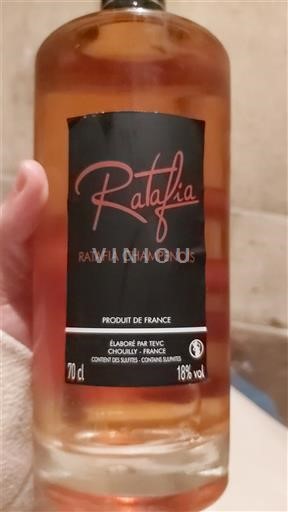 Ratafia
RATAFIA CHAMPENOIS
VINIOU
PRODUIT DE FRANCE
ÉLABORÉ PAR TEVC
CHOUILLY - FRANCE
CONTIENT DES SULFITES - CONTAINS SULPHITES
70 cl
18% vol